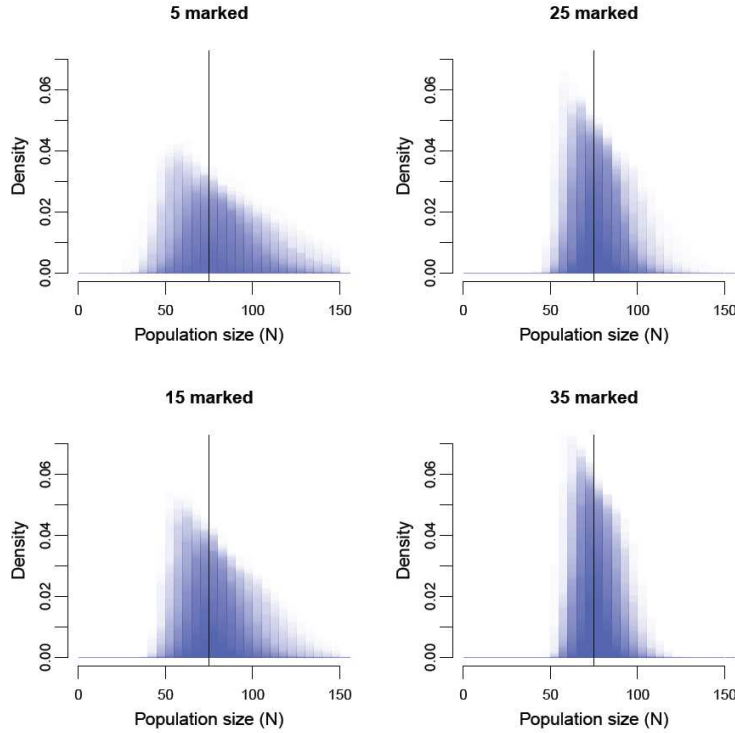 5 marked
Density
0.00 0.02 0.04 0.06
0 50 100 150
Population size (N)
25 marked
Density
0.00 0.02 0.04 0.06
0 50 100 150
Population size (N)
15 marked
Density
0.00 0.02 0.04 0.06
0 50 100 150
Population size (N)
35 marked
Density
0.00 0.02 0.04 0.06
0 50 100 150
Population size (N)